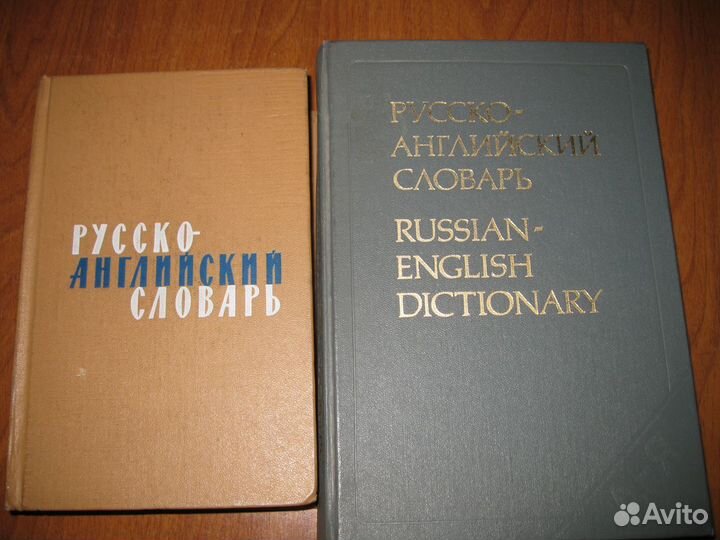 РУССКО-
АНГЛИЙСКИЙ
СЛОВАРЬ
РУССКО-
АНГЛИЙСКИЙ
СЛОВАРЬ
RUSSIAN-
ENGLISH
DICTIONARY
Avito